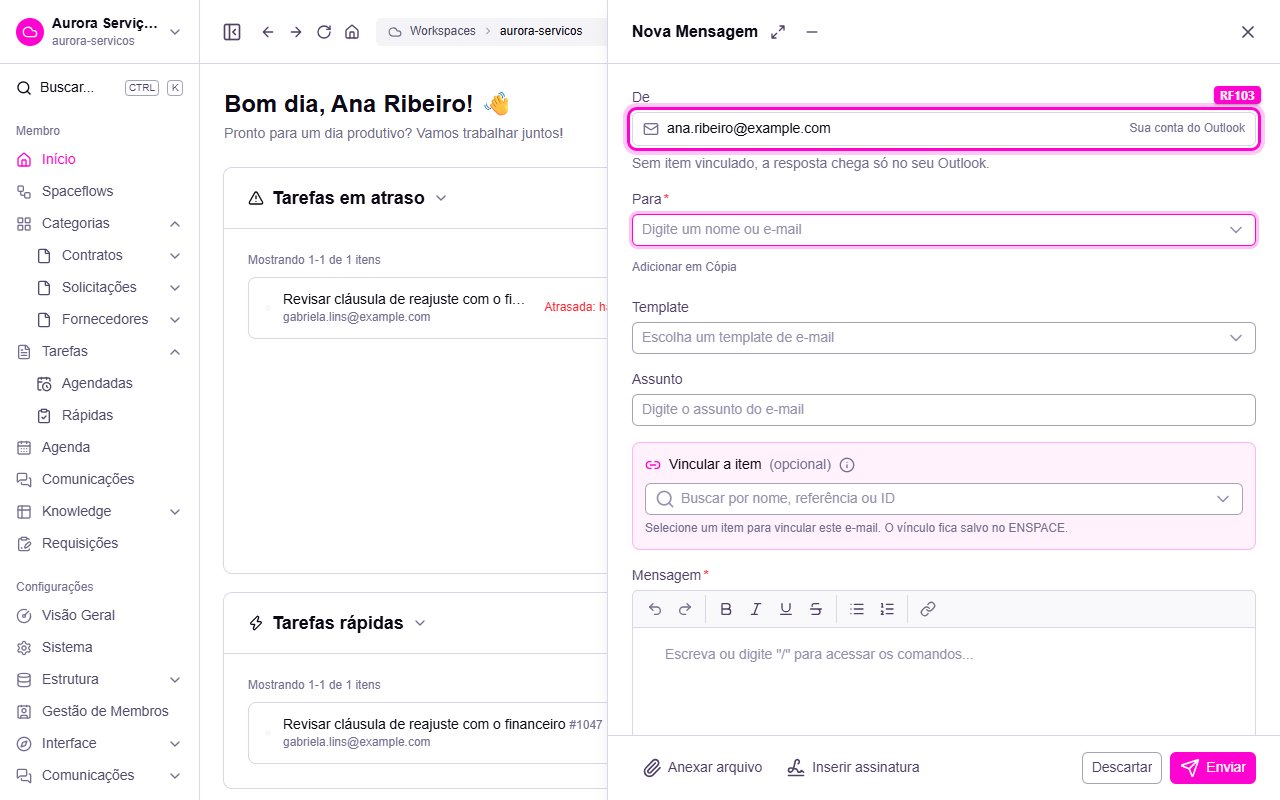 Aurora Serviç...
aurora-servicos
Buscar... CTRL K
Membro
Início
Spaceflows
Categorias
Contratos
Solicitações
Fornecedores
Tarefas
Agendadas
Rápidas
Agenda
Comunicações
Knowledge
Requisições
Configurações
Visão Geral
Sistema
Estrutura
Gestão de Membros
Interface
Comunicações
Workspaces > aurora-servicos
Bom dia, Ana Ribeiro! 👋
Pronto para um dia produtivo? Vamos trabalhar juntos!
Tarefas em atraso
Mostrando 1-1 de 1 itens
Revisar cláusula de reajuste com o fi...
gabriela.lins@example.com
Atrasada:
Tarefas rápidas
Mostrando 1-1 de 1 itens
Revisar cláusula de reajuste com o financeiro #1047
gabriela.lins@example.com
Nova Mensagem
De
RF103
ana.ribeiro@example.com
Sua conta do Outlook
Sem item vinculado, a resposta chega só no seu Outlook.
Para *
Digite um nome ou e-mail
Adicionar em Cópia
Template
Escolha um template de e-mail
Assunto
Digite o assunto do e-mail
Vincular a item (opcional)
Buscar por nome, referência ou ID
Selecione um item para vincular este e-mail. O vínculo fica salvo no ENSPACE.
Mensagem *
B I U S
Escreva ou digite "/" para acessar os comandos...
Anexar arquivo
Inserir assinatura
Descartar
Enviar